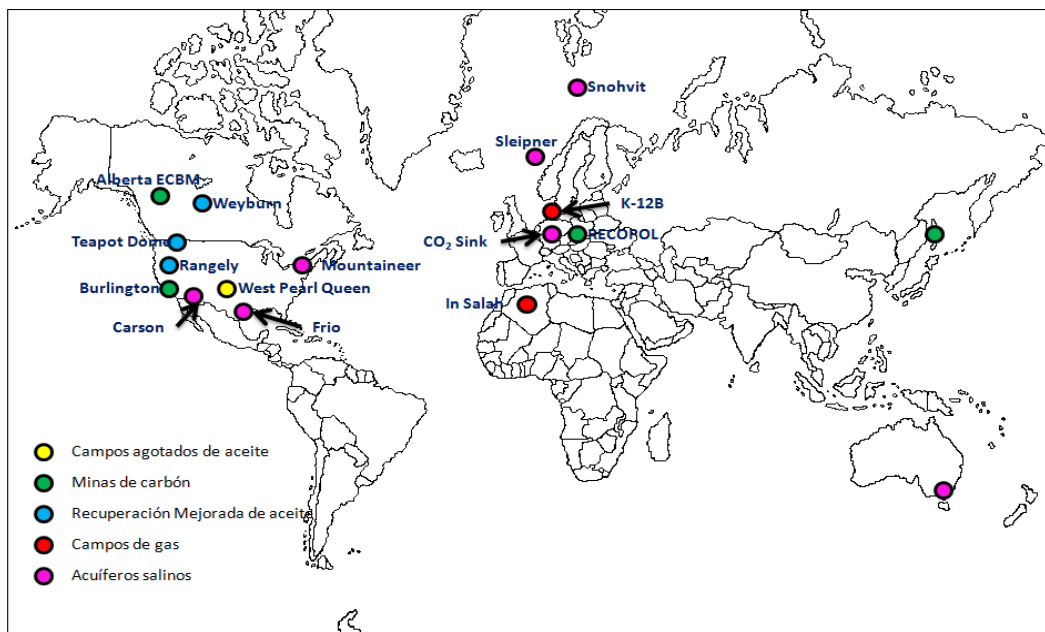 Snohvit
Sleipner
Alberta ECBM
Weyburn
K-12B
Teapot Dome
CO₂ Sink
RECOPOL
Rangely
Mountaineer
Burlington
West Pearl Queen
In Salah
Carson
Frio
Campos agotados de aceite
Minas de carbón
Recuperación Mejorada de aceite
Campos de gas
Acuíferos salinos